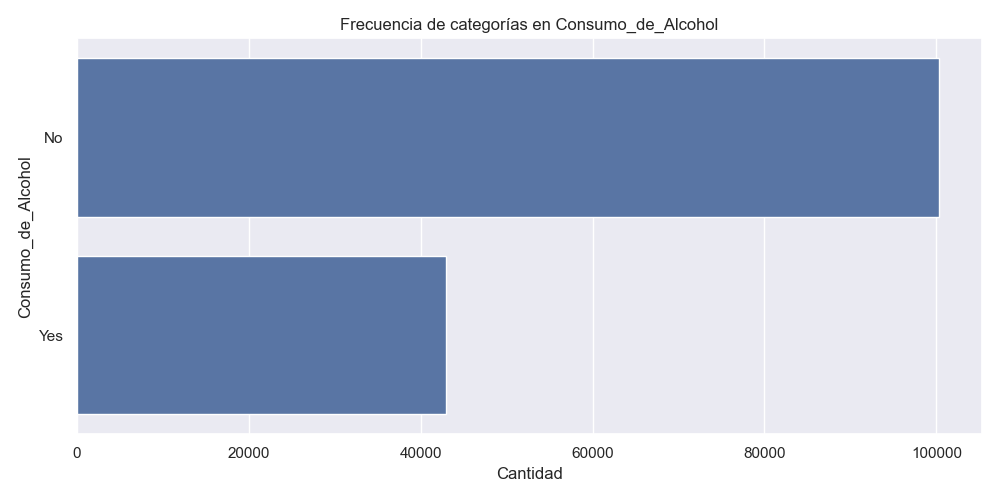 Frecuencia de categorías en Consumo_de_Alcohol
Consumo_de_Alcohol
No
Yes
0 20000 40000 60000 80000 100000
Cantidad